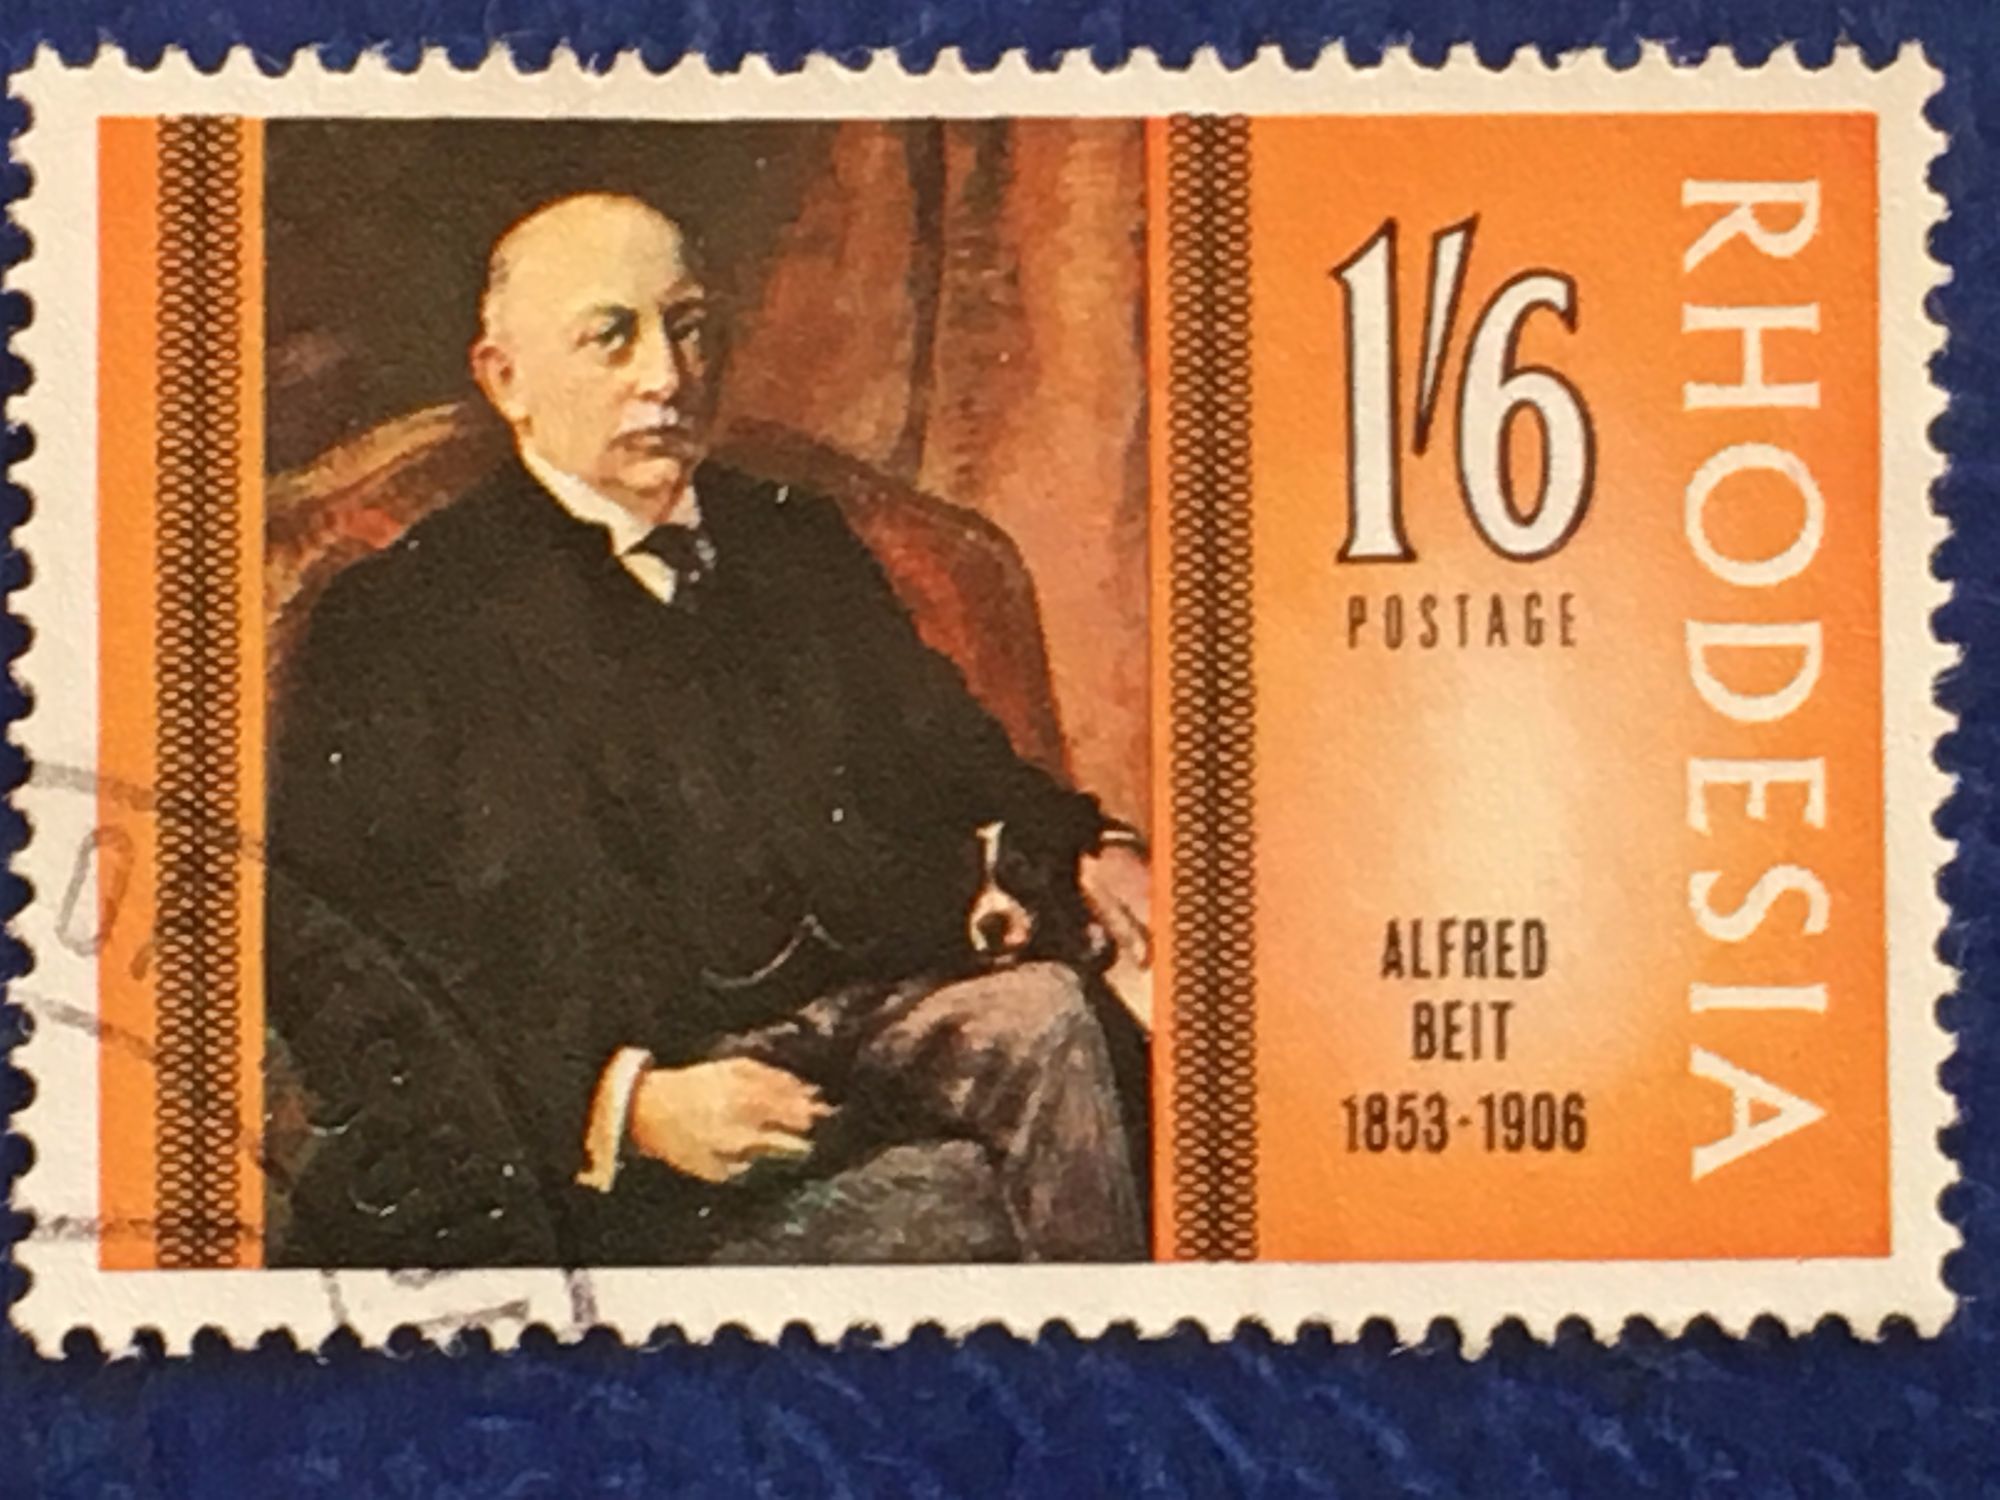 1/6
POSTAGE
ALFRED
BEIT
1853-1906
RHODESIA